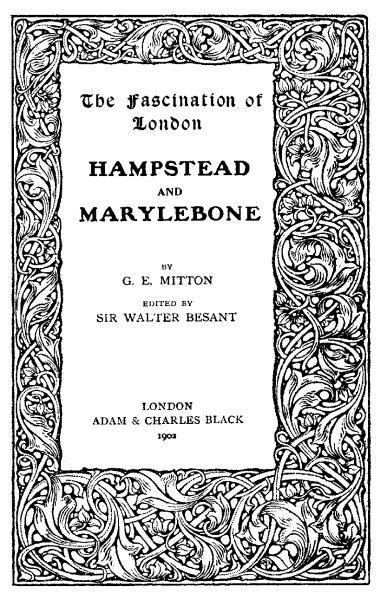 The Fascination of
London
HAMPSTEAD
AND
MARYLEBONE
BY
G. E. MITTON
EDITED BY
SIR WALTER BESANT
LONDON
ADAM & CHARLES BLACK
1902